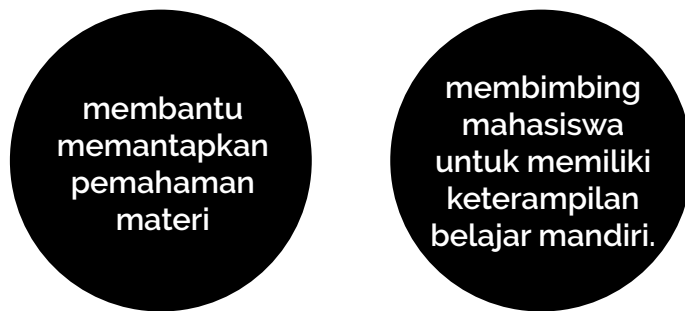 membantu
memantapkan
pemahaman
materi
membimbing
mahasiswa
untuk memiliki
keterampilan
belajar mandiri.